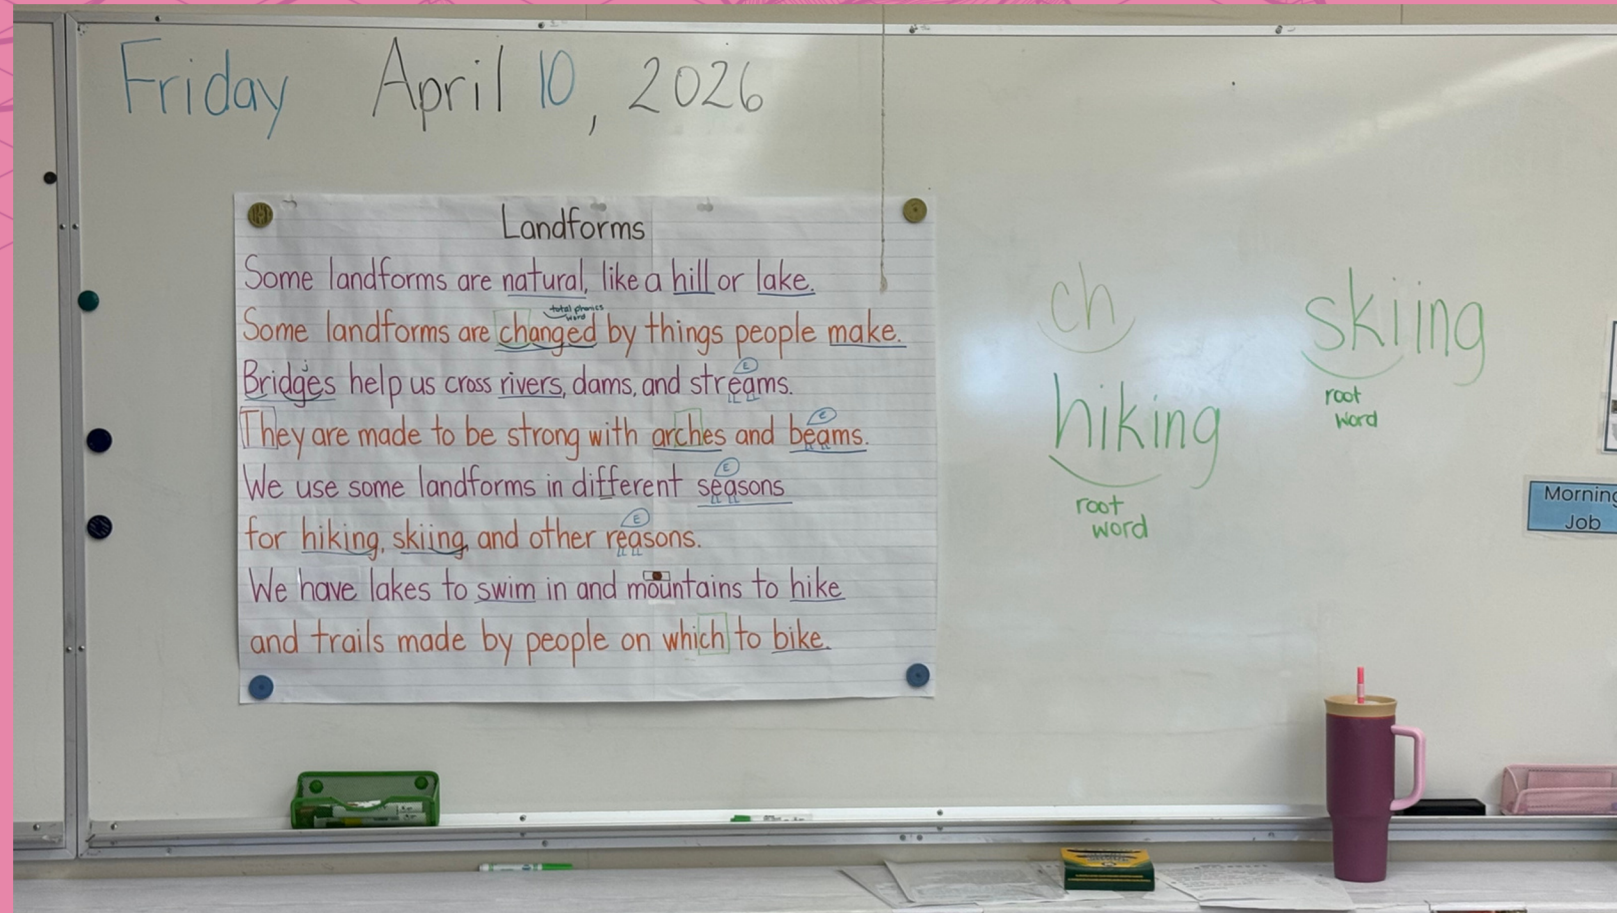 Friday April 10, 2026
Landforms
Some landforms are natural, like a hill or lake.
total phonics
word
Some landforms are changed by things people make.
Bridges help us cross rivers, dams, and streams.
They are made to be strong with arches and beams.
We use some landforms in different seasons
for hiking, skiing, and other reasons.
We have lakes to swim in and mountains to hike
and trails made by people on which to bike.
ch
hiking
root
word
skiing
root
word
Morning
Job